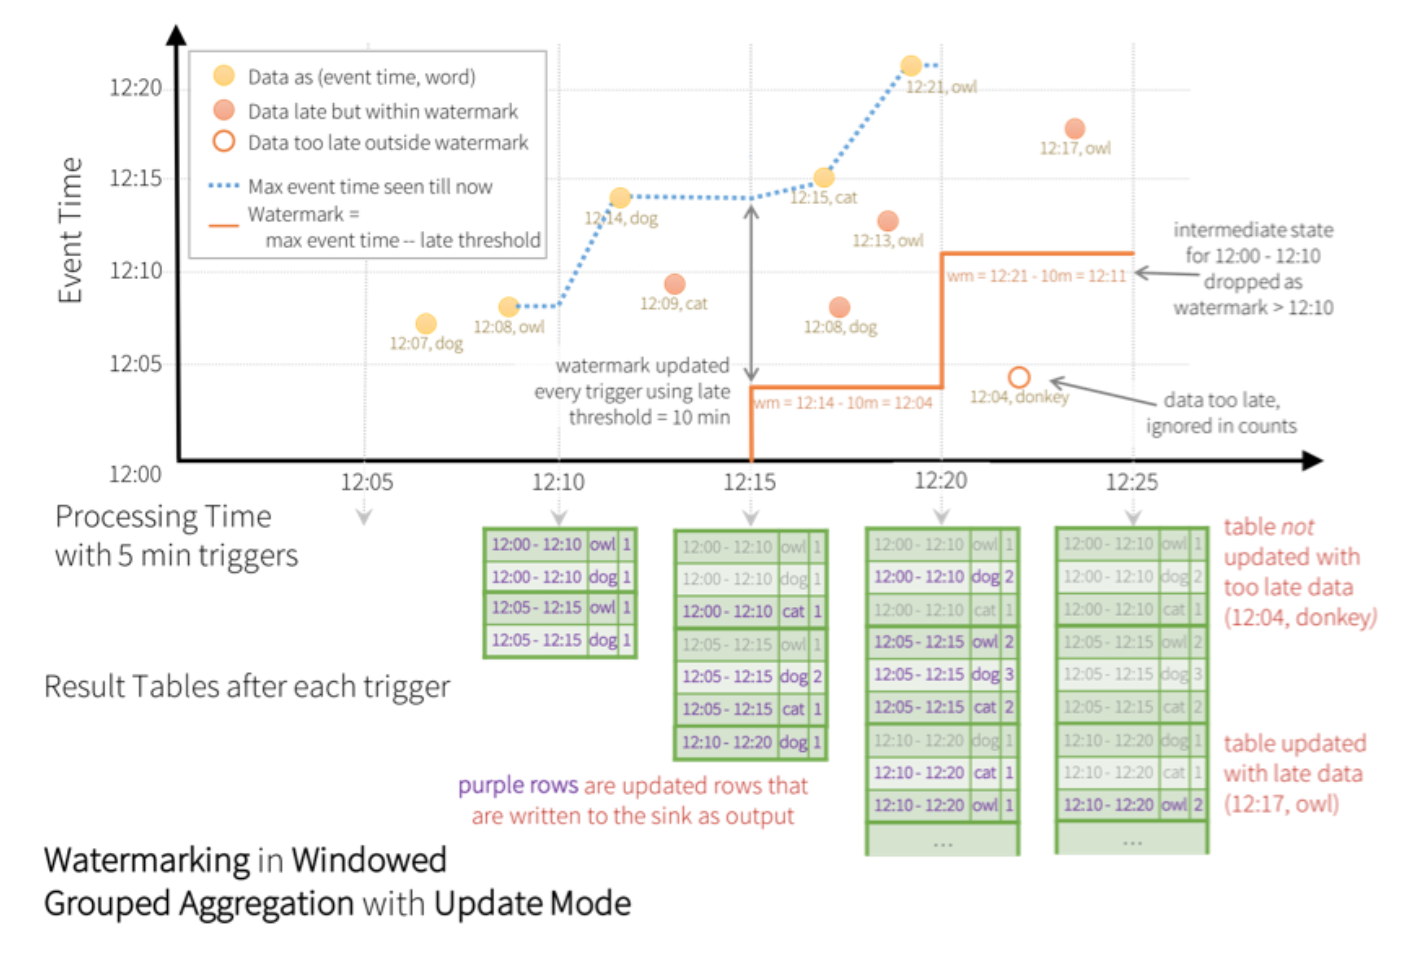 Data as (event time, word)
Data late but within watermark
Data too late outside watermark
Max event time seen till now
Watermark =
max event time -- late threshold
Event Time
12:20
12:15
12:10
12:05
12:00
12:07, dog
12:08, owl
12:14, dog
12:09, cat
12:15, cat
12:08, dog
12:13, owl
12:21, owl
12:17, owl
12:04, donkey
watermark updated
every trigger using late
threshold = 10 min
wm = 12:14 - 10m = 12:04
wm = 12:21 - 10m = 12:11
intermediate state
for 12:00 - 12:10
dropped as
watermark > 12:10
data too late,
ignored in counts
12:05
12:10
12:15
12:20
12:25
Processing Time
with 5 min triggers
Result Tables after each trigger
12:00 - 12:10 owl 1
12:00 - 12:10 dog 1
12:05 - 12:15 owl 1
12:05 - 12:15 dog 1
12:00 - 12:10 owl 1
12:00 - 12:10 dog 1
12:00 - 12:10 cat 1
12:05 - 12:15 owl 1
12:05 - 12:15 dog 2
12:05 - 12:15 cat 1
12:10 - 12:20 dog 1
12:00 - 12:10 owl 1
12:00 - 12:10 dog 2
12:00 - 12:10 cat 1
12:05 - 12:15 owl 2
12:05 - 12:15 dog 3
12:05 - 12:15 cat 2
12:10 - 12:20 dog 1
12:10 - 12:20 cat 1
12:10 - 12:20 owl 1
...
12:00 - 12:10 owl 1
12:00 - 12:10 dog 2
12:00 - 12:10 cat 1
12:05 - 12:15 owl 2
12:05 - 12:15 dog 3
12:05 - 12:15 cat 2
12:10 - 12:20 dog 1
12:10 - 12:20 cat 1
12:10 - 12:20 owl 2
...
table not
updated with
too late data
(12:04, donkey)
table updated
with late data
(12:17, owl)
purple rows are updated rows that
are written to the sink as output
Watermarking in Windowed
Grouped Aggregation with Update Mode